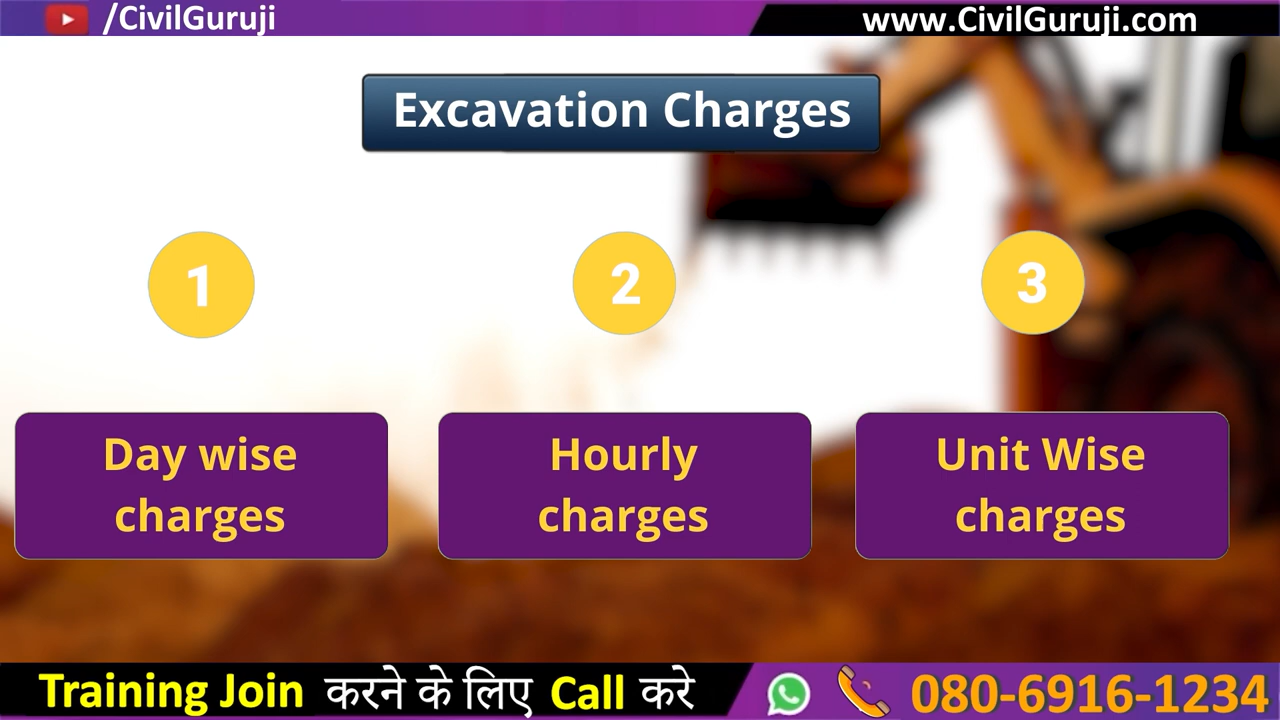 /CivilGuruji
www.CivilGuruji.com
Excavation Charges
1
2
3
Day wise
charges
Hourly
charges
Unit Wise
charges
Training Join करने के लिए Call करे
080-6916-1234